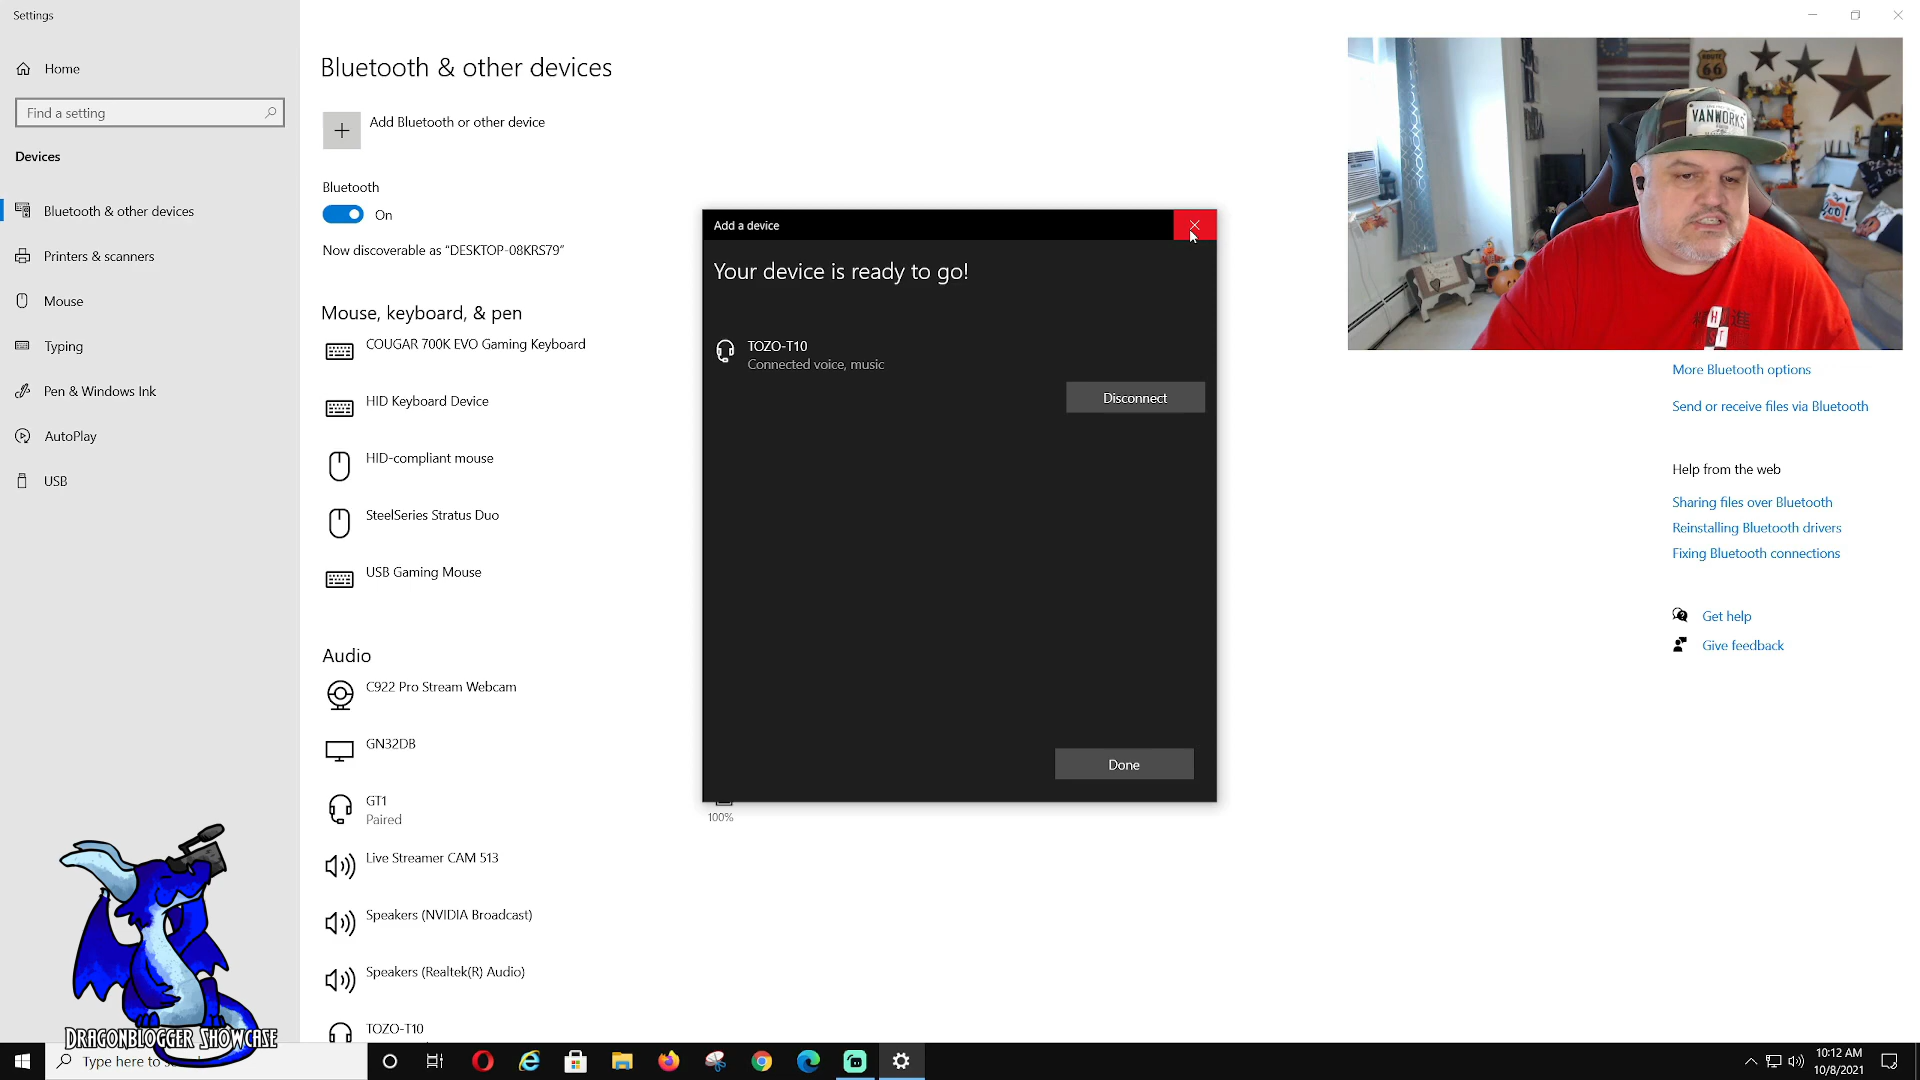 Settings
Home
Find a setting
Devices
Bluetooth & other devices
Printers & scanners
Mouse
Typing
Pen & Windows Ink
AutoPlay
USB
Bluetooth & other devices
Add Bluetooth or other device
Bluetooth
On
Now discoverable as “DESKTOP-08KRS79”
Mouse, keyboard, & pen
COUGAR 700K EVO Gaming Keyboard
HID Keyboard Device
HID-compliant mouse
SteelSeries Stratus Duo
USB Gaming Mouse
Audio
C922 Pro Stream Webcam
GN32DB
GT1
Paired
Live Streamer CAM 513
Speakers (NVIDIA Broadcast)
Speakers (Realtek(R) Audio)
TOZO-T10
Add a device
Your device is ready to go!
TOZO-T10
Connected voice, music
Disconnect
Done
100%
ROUTE
66
VANWORKS
More Bluetooth options
Send or receive files via Bluetooth
Help from the web
Sharing files over Bluetooth
Reinstalling Bluetooth drivers
Fixing Bluetooth connections
Get help
Give feedback
DRAGONBLOGGER SHOWCASE
Type here to
10:12 AM
10/8/2021